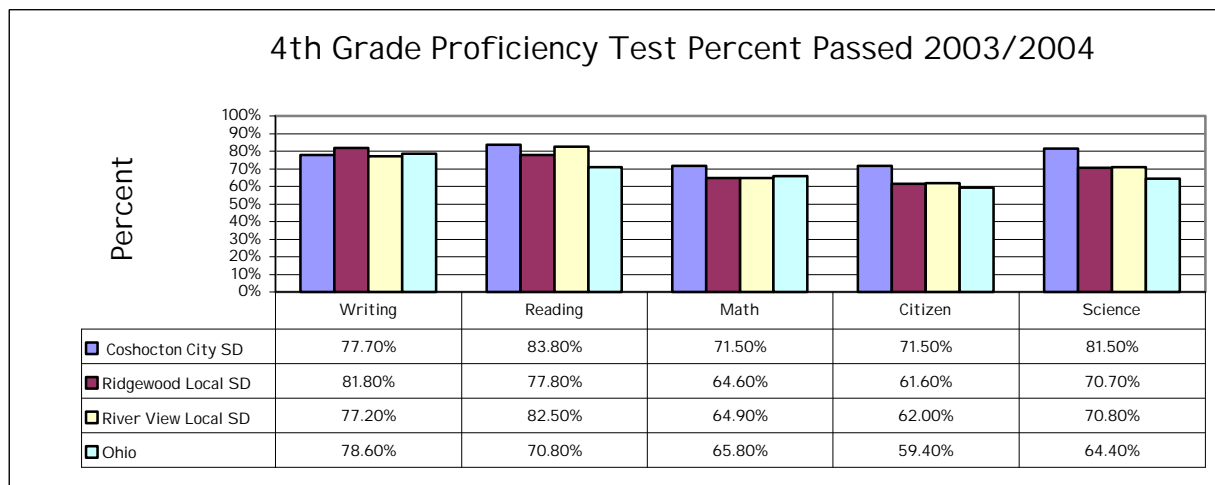 4th Grade Proficiency Test Percent Passed 2003/2004
Percent
100%
90%
80%
70%
60%
50%
40%
30%
20%
10%
0%
Writing Reading Math Citizen Science
Coshocton City SD 77.70% 83.80% 71.50% 71.50% 81.50%
Ridgewood Local SD 81.80% 77.80% 64.60% 61.60% 70.70%
River View Local SD 77.20% 82.50% 64.90% 62.00% 70.80%
Ohio 78.60% 70.80% 65.80% 59.40% 64.40%